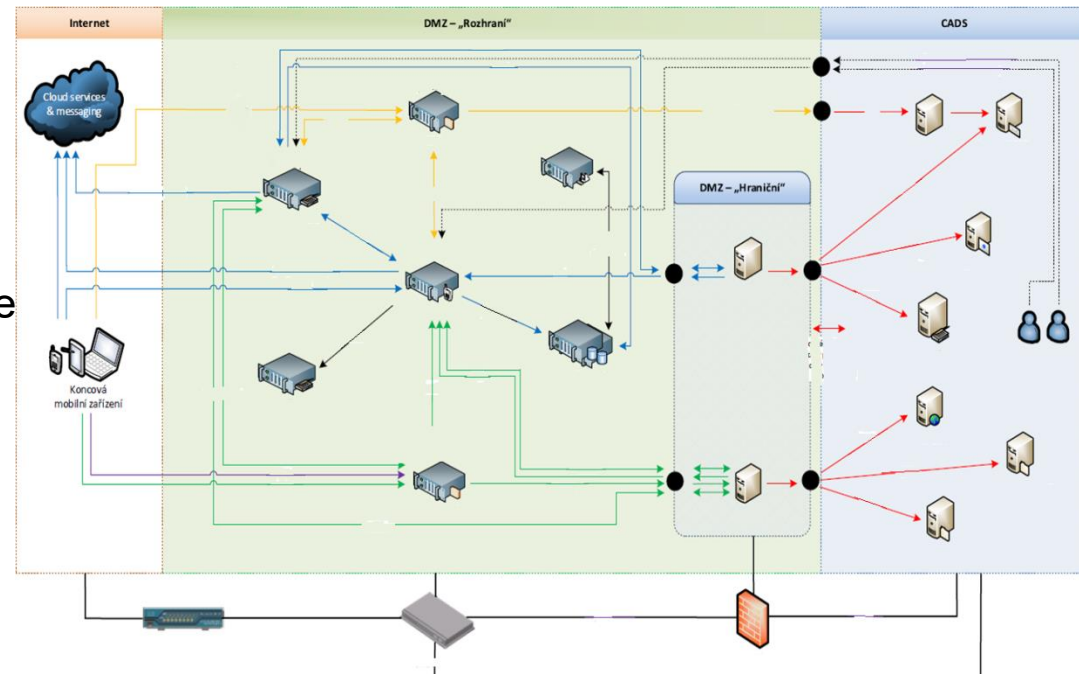 Internet
DMZ – „Rozhraní“
CADS
Cloud services
& messaging
DMZ – „Hraniční“
e
Koncová
mobilní zařízení